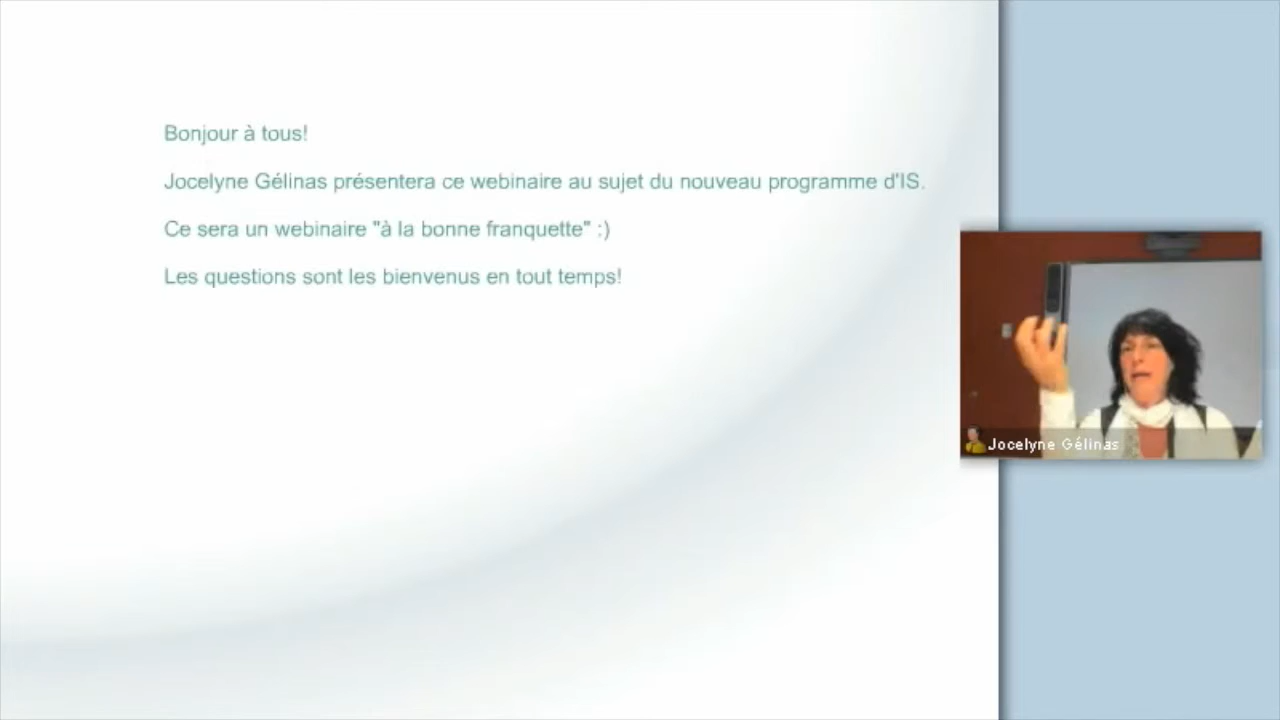 Bonjour à tous!
Jocelyne Gélinas présentera ce webinaire au sujet du nouveau programme d'IS.
Ce sera un webinaire "à la bonne franquette" :)
Les questions sont les bienvenus en tout temps!
Jocelyne Gélinas